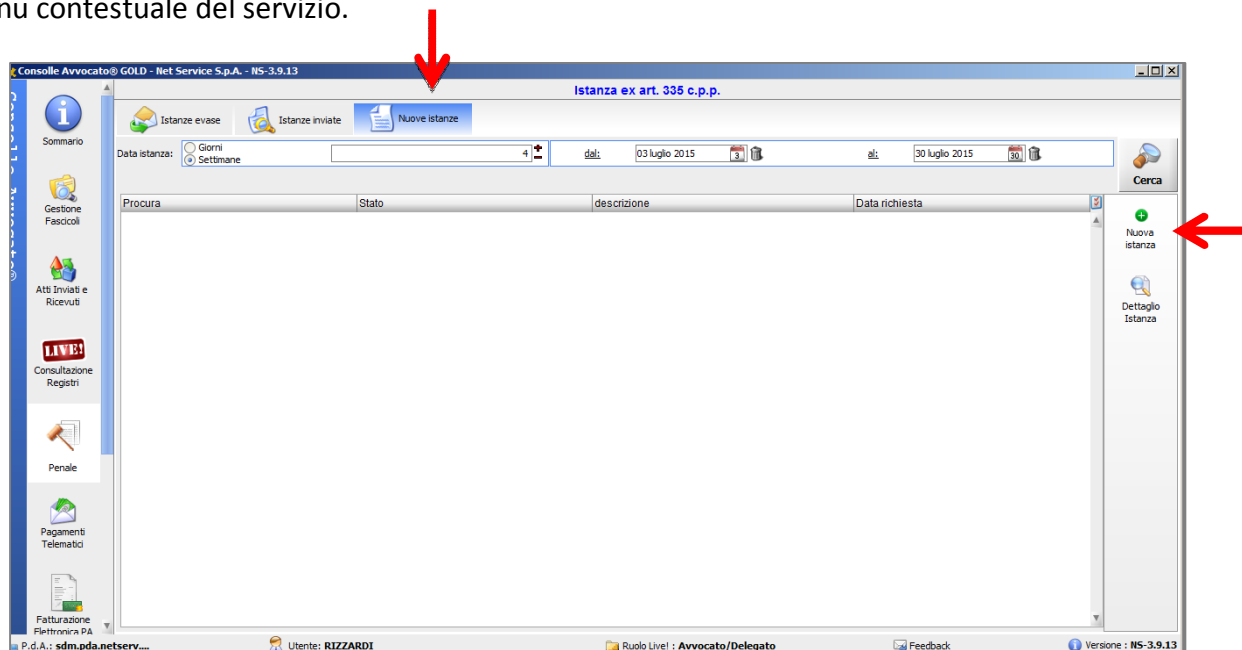 nu contestuale del servizio.
Consolle Avvocato® GOLD - Net Service S.p.A. - NS-3.9.13
Istanza ex art. 335 c.p.p.
Istanze evase
Istanze inviate
Nuove istanze
Data istanza:
Giorni
Settimane
4
dal:
03 luglio 2015
3
al:
30 luglio 2015
30
Cerca
Procura
Stato
descrizione
Data richiesta
Nuova
istanza
Dettaglio
Istanza
Sommario
Gestione
Fascicoli
Atti Inviati e
Ricevuti
LIVE!
Consultazione
Registri
Penale
Pagamenti
Telematici
Fatturazione
Elettronica PA
P.d.A.: sdm.pda.netserv....
Utente: RIZZARDI
Ruolo Live! : Avvocato/Delegato
Feedback
Versione : NS-3.9.13